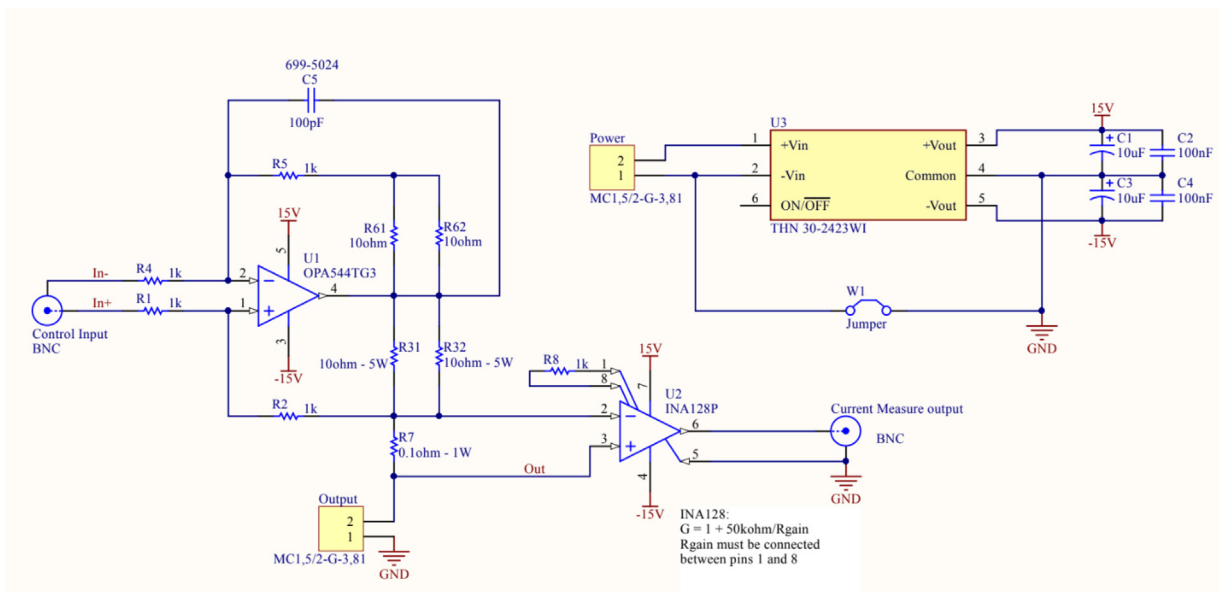 699-5024
C5
100pF
R5 1k
15V
R61
10ohm
R62
10ohm
5
U1
OPA544TG3
In- R4 1k 2
4
In+ R1 1k 1
Control Input
BNC
3
-15V
R31
10ohm - 5W
R32
10ohm - 5W
R2 1k
R7
0.1ohm - 1W
Out
Output
2
1
MC1,5/2-G-3,81
GND
Power
2
1
MC1,5/2-G-3,81
U3
1 +Vin +Vout 3
2 -Vin Common 4
6 ON/OFF -Vout 5
THN 30-2423WI
15V
+ C1
10uF
C2
100nF
+ C3
10uF
C4
100nF
-15V
W1
Jumper
GND
R8 1k 1
8
15V
7
U2
INA128P
2
3
6
5
4
-15V
Current Measure output
BNC
GND
INA128:
G = 1 + 50kohm/Rgain
Rgain must be connected
between pins 1 and 8